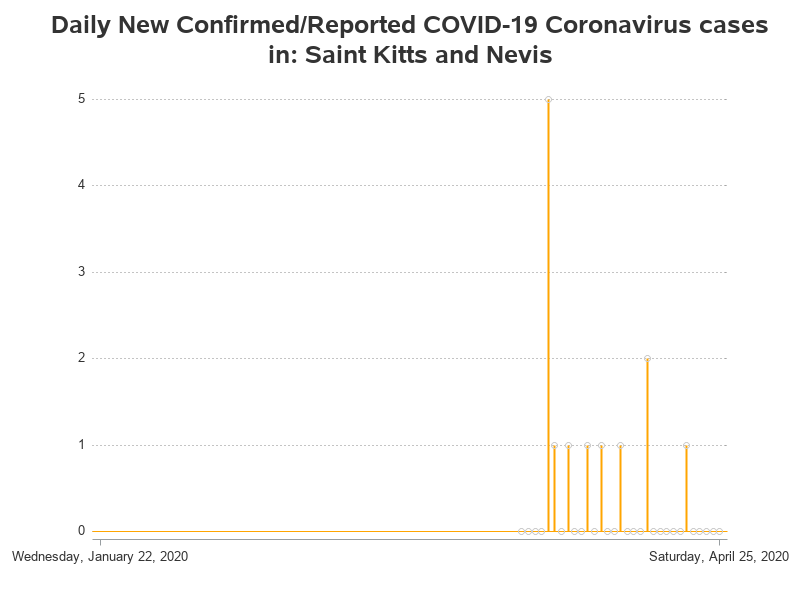 Daily New Confirmed/Reported COVID-19 Coronavirus cases
in: Saint Kitts and Nevis
5
4
3
2
1
0
Wednesday, January 22, 2020
Saturday, April 25, 2020